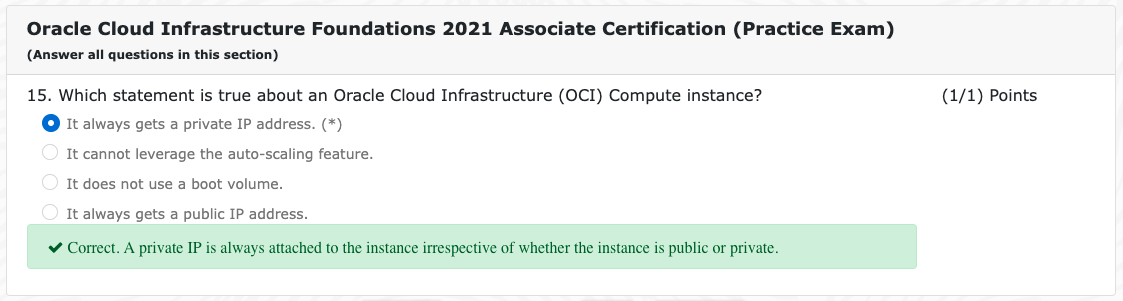 Oracle Cloud Infrastructure Foundations 2021 Associate Certification (Practice Exam)
(Answer all questions in this section)
15. Which statement is true about an Oracle Cloud Infrastructure (OCI) Compute instance? (1/1) Points
It always gets a private IP address. (*)
It cannot leverage the auto-scaling feature.
It does not use a boot volume.
It always gets a public IP address.
Correct. A private IP is always attached to the instance irrespective of whether the instance is public or private.